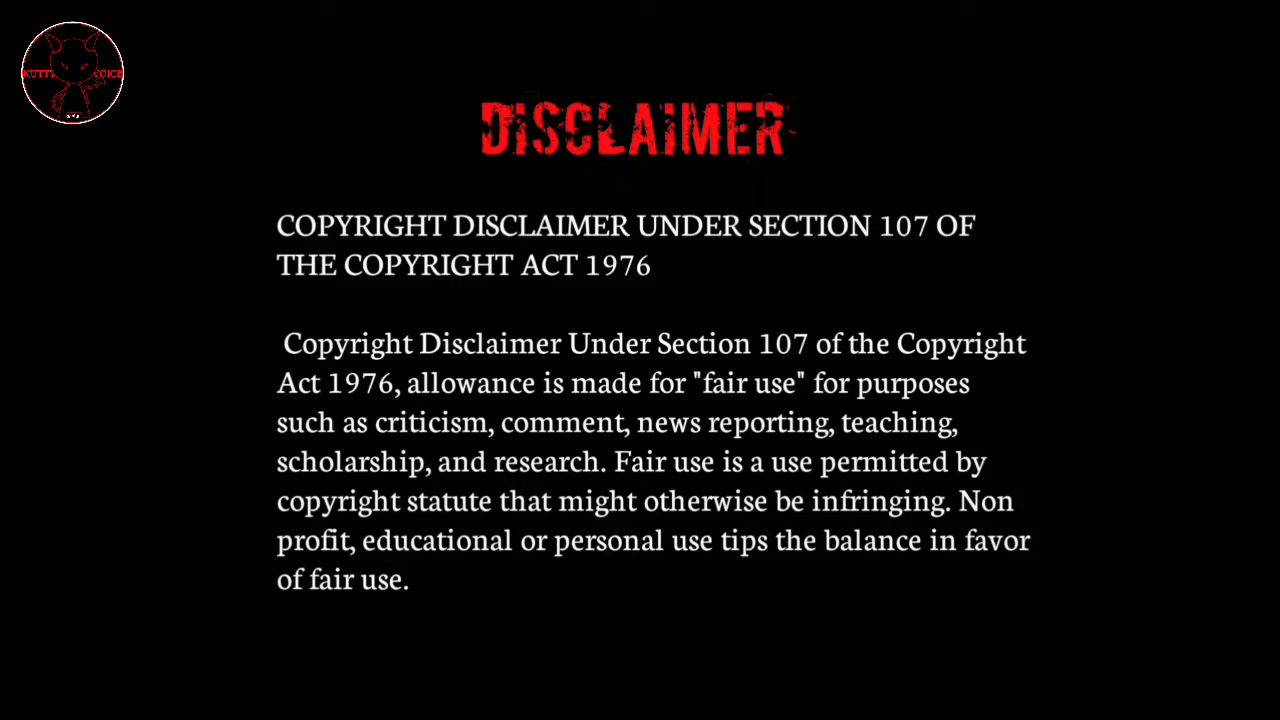 KUTTY VOICE
DISCLAIMER
COPYRIGHT DISCLAIMER UNDER SECTION 107 OF
THE COPYRIGHT ACT 1976
Copyright Disclaimer Under Section 107 of the Copyright
Act 1976, allowance is made for "fair use" for purposes
such as criticism, comment, news reporting, teaching,
scholarship, and research. Fair use is a use permitted by
copyright statute that might otherwise be infringing. Non
profit, educational or personal use tips the balance in favor
of fair use.